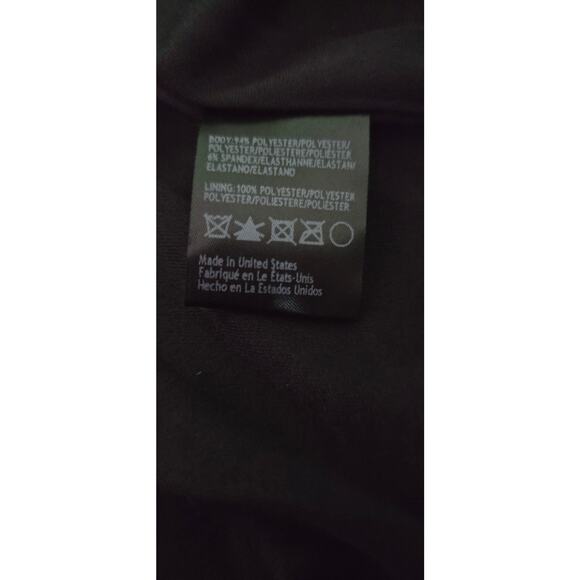 BODY: 94% POLYESTER/POLYESTER/
POLYESTER/POLIESTERE/POLIÉSTER
6% SPANDEX/ELASTHANNE/ELASTAN/
ELASTANO/ELASTANO
LINING: 100% POLYESTER/POLYESTER
POLYESTER/POLIESTERE/POLIESTER
Made in United States
Fabriqué en Le États-Unis
Hecho en La Estados Unidos